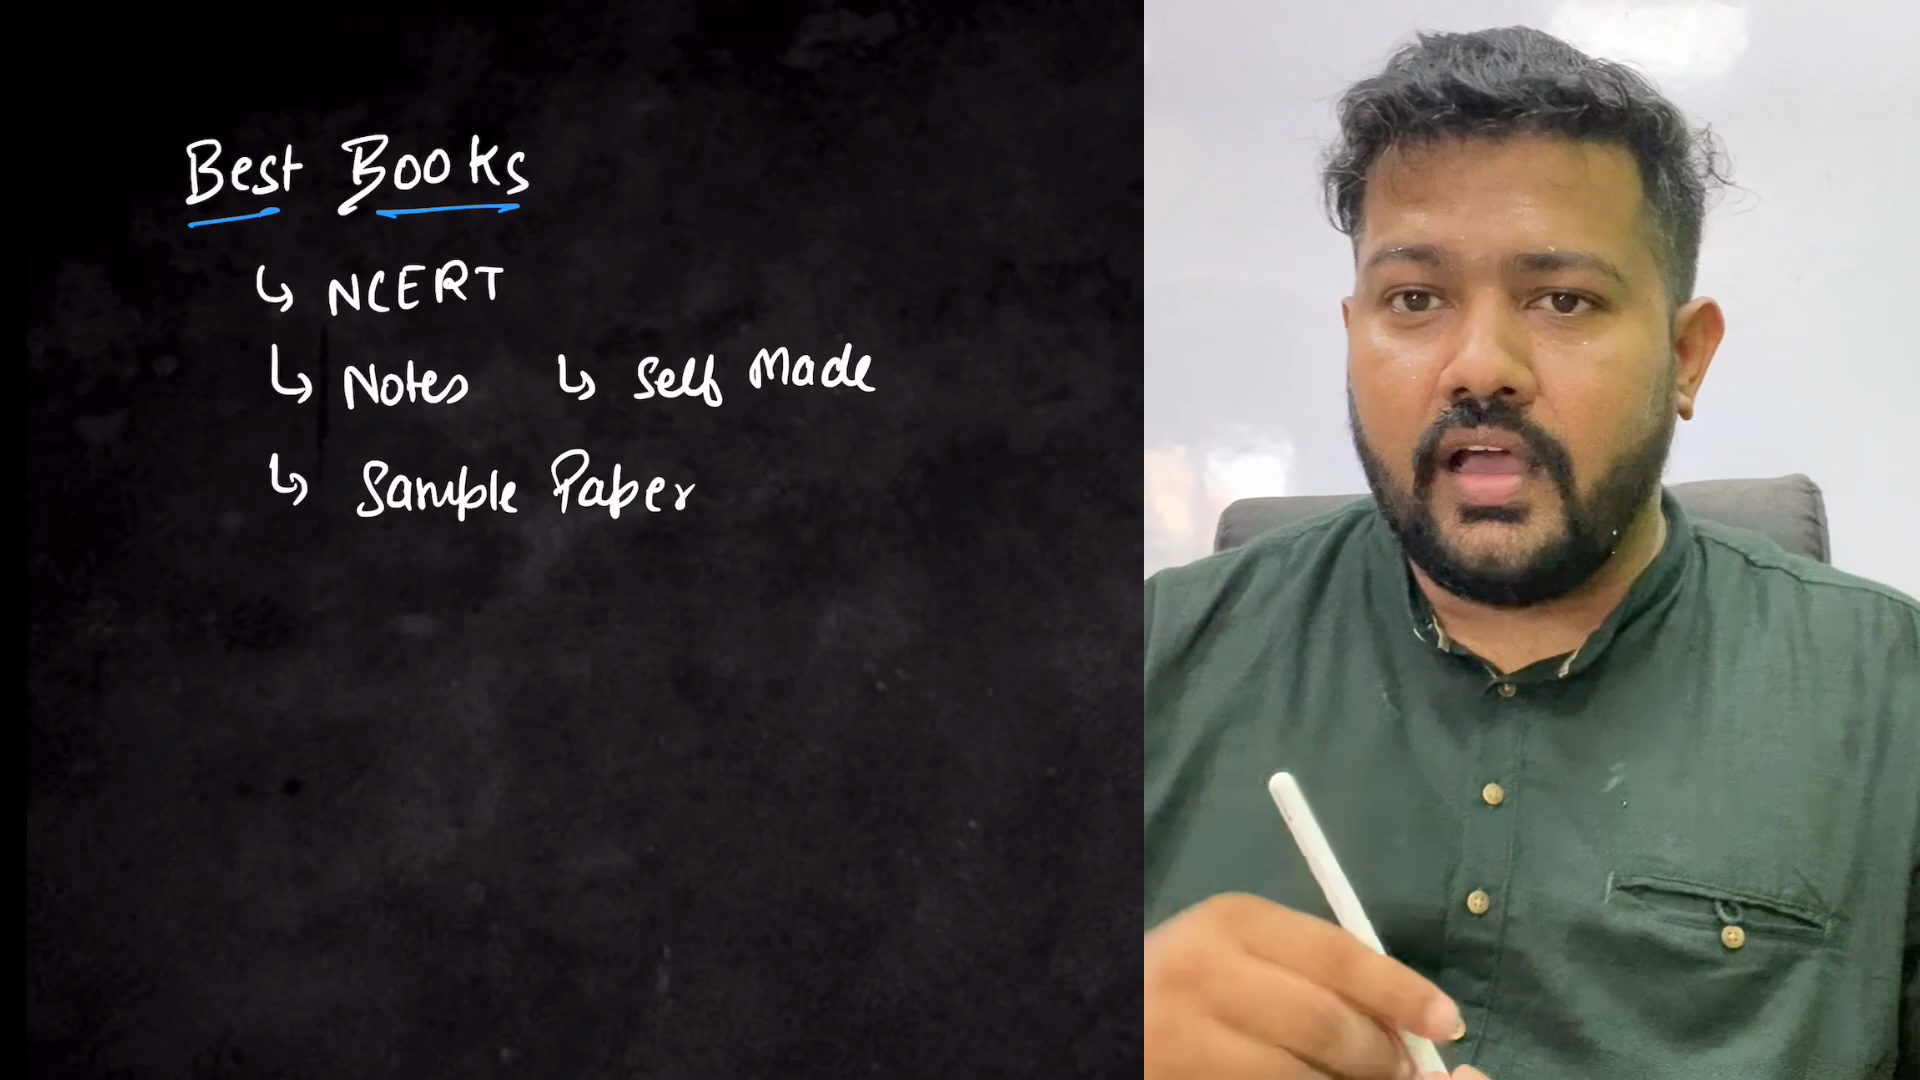 Best Books
↳ NCERT
↳ Notes ↳ Self Made
↳ Sample Paper